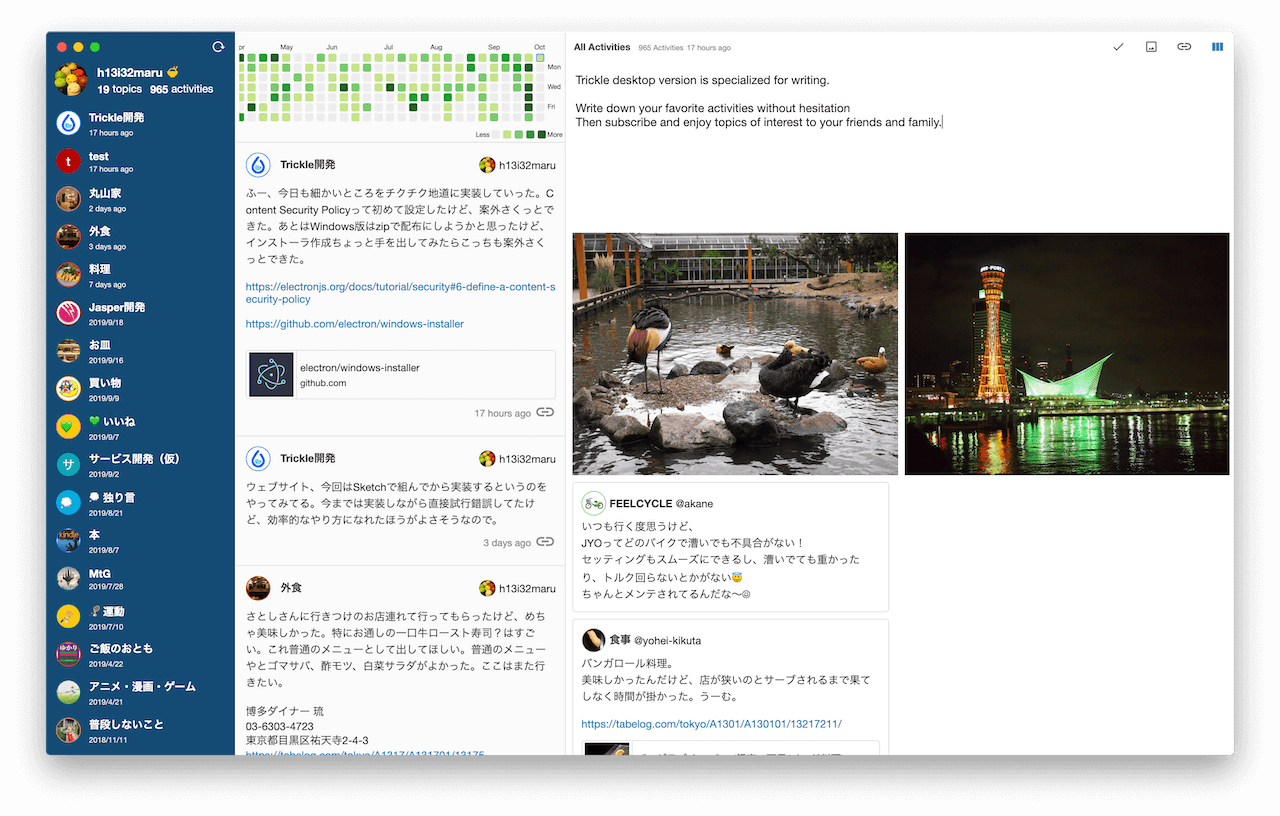 h13i32maru
19 topics 965 activities
Trickle開発
17 hours ago
t
test
17 hours ago
丸山家
2 days ago
外食
3 days ago
料理
7 days ago
Jasper開発
2019/9/18
お皿
2019/9/16
買い物
2019/9/9
いいね
2019/9/7
サ
サービス開発（仮）
2019/9/2
独り言
2019/8/21
kindle
本
2019/8/7
MtG
2019/7/28
運動
2019/7/10
ゆかり
ご飯のおとも
2019/4/22
アニメ・漫画・ゲーム
2019/4/21
普段しないこと
2018/11/11
pr May Jun Jul Aug Sep Oct
Mon
Wed
Fri
Less More
Trickle開発 h13i32maru
ふー、今日も細かいところをチクチク地道に実装していった。C
ontent Security Policyって初めて設定したけど、案外さくっとで
きた。あとはWindows版はzipで配布にしようかと思ったけど、
インストーラ作成ちょっと手を出してみたらこっちも案外さく
っとできた。
https://electronjs.org/docs/tutorial/security#6-define-a-content-s
ecurity-policy
https://github.com/electron/windows-installer
electron/windows-installer
github.com
17 hours ago
Trickle開発 h13i32maru
ウェブサイト、今回はSketchで組んでから実装するというのを
やってみてる。今までは実装しながら直接試行錯誤してたけ
ど、効率的なやり方になれたほうがよさそうなので。
3 days ago
外食 h13i32maru
さとしさんに行きつけのお店連れて行ってもらったけど、めち
ゃ美味しかった。特にお通しの一口牛ロースト寿司？はすご
い。これ普通のメニューとして出してほしい。普通のメニュー
やとゴマサバ、酢モツ、白菜サラダがよかった。ここはまた行
きたい。
博多ダイナー 琉
03-6303-4723
東京都目黒区祐天寺2-4-3
https://tabelog.com/tokyo/A1317/A131701/13175
All Activities 965 Activities 17 hours ago
Trickle desktop version is specialized for writing.
Write down your favorite activities without hesitation
Then subscribe and enjoy topics of interest to your friends and family.
FEELCYCLE @akane
いつも行く度思うけど、
JYOってどのバイクで漕いでも不具合がない！
セッティングもスムーズにできるし、漕いでても重かった
り、トルク回らないとかがない😇
ちゃんとメンテされてるんだな〜
食事 @yohei-kikuta
バンガロール料理。
美味しかったんだけど、店が狭いのとサーブされるまで果て
しなく時間が掛かった。うーむ。
https://tabelog.com/tokyo/A1301/A130101/13217211/